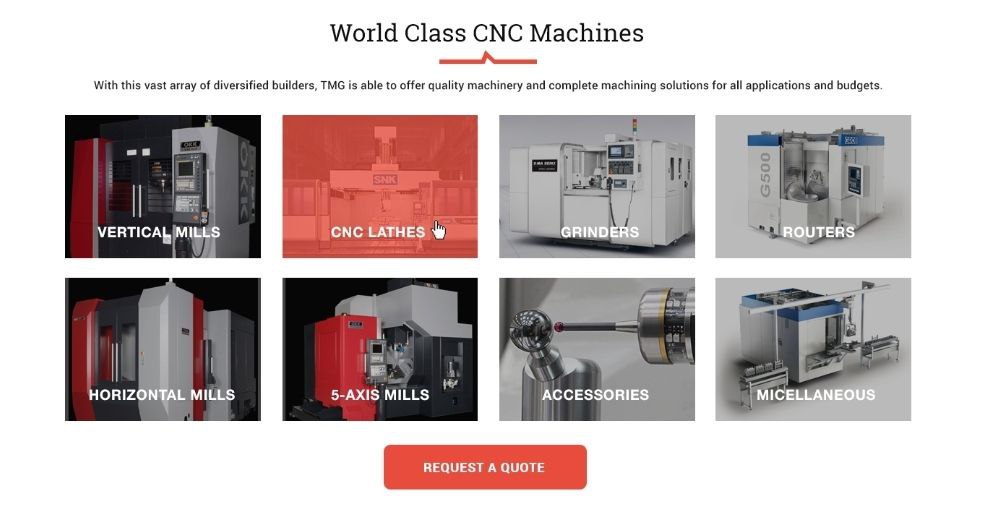 World Class CNC Machines
With this vast array of diversified builders, TMG is able to offer quality machinery and complete machining solutions for all applications and budgets.
OKK
OKK
VERTICAL MILLS
SNK
CNC LATHES
GRINDERS
G500
ROUTERS
HORIZONTAL MILLS
5-AXIS MILLS
ACCESSORIES
MICELLANEOUS
REQUEST A QUOTE